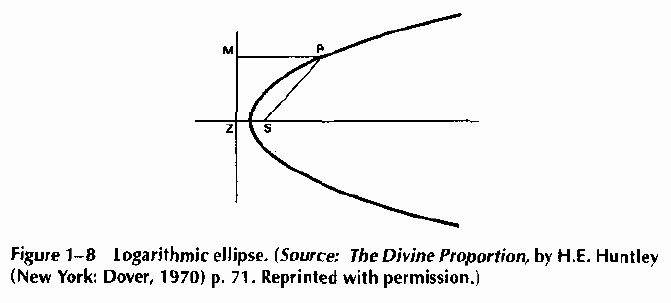 M P
Z S
Figure 1–8 Logarithmic ellipse. (Source: The Divine Proportion, by H.E. Huntley
(New York: Dover, 1970) p. 71. Reprinted with permission.)